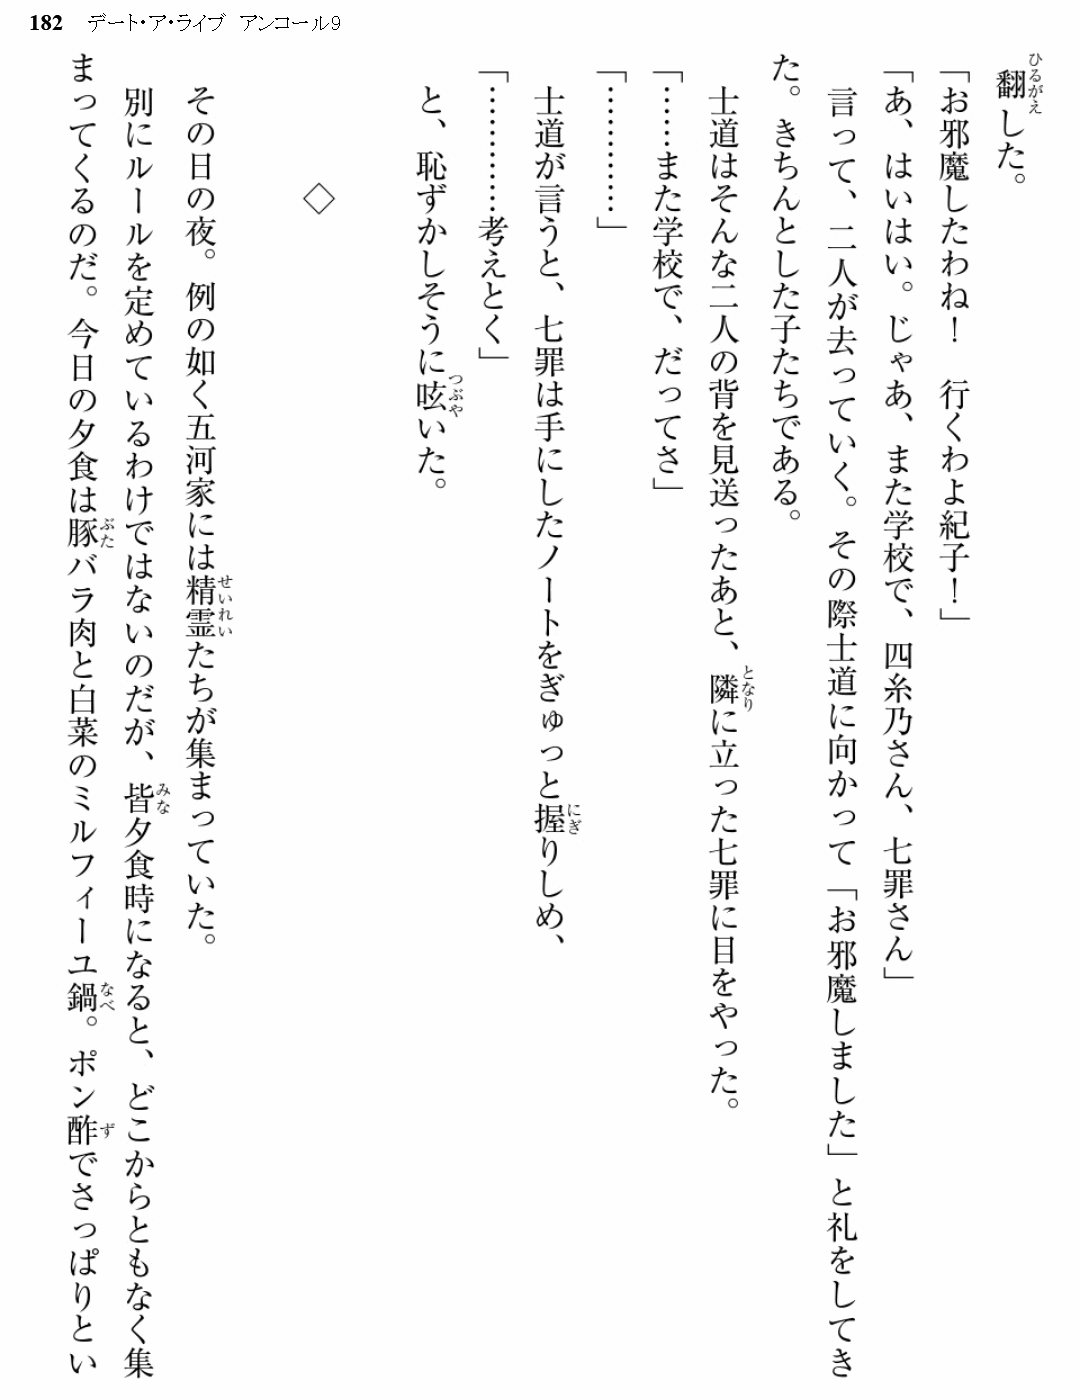 182 デート・ア・ライブ アンコール9
翻した。
「お邪魔したわね！　行くわよ紀子！」
「あ、はいはい。じゃあ、また学校で、四糸乃さん、七罪さん」
　言って、二人が去っていく。その際士道に向かって「お邪魔しました」と礼をしてき
た。きちんとした子たちである。
　士道はそんな二人の背を見送ったあと、隣に立った七罪に目をやった。
「……また学校で、だってさ」
「…………」
　士道が言うと、七罪は手にしたノートをぎゅっと握りしめ、
「…………考えとく」
　と、恥ずかしそうに呟いた。
◇
　その日の夜。例の如く五河家には精霊たちが集まっていた。
　別にルールを定めているわけではないのだが、皆夕食時になると、どこからともなく集
まってくるのだ。今日の夕食は豚バラ肉と白菜のミルフィーユ鍋。ポン酢でさっぱりとい